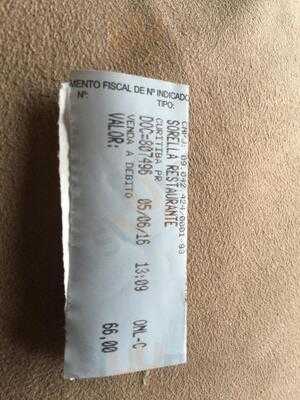 MENTO FISCAL DE Nº INDICADO
Nº:
TIPO:
SORELLA RESTAURANTE
CURITIBA PR
DOC=807496 05/06/16 13:09 ONL-C
VENDA A DEBITO
VALOR: 66,00